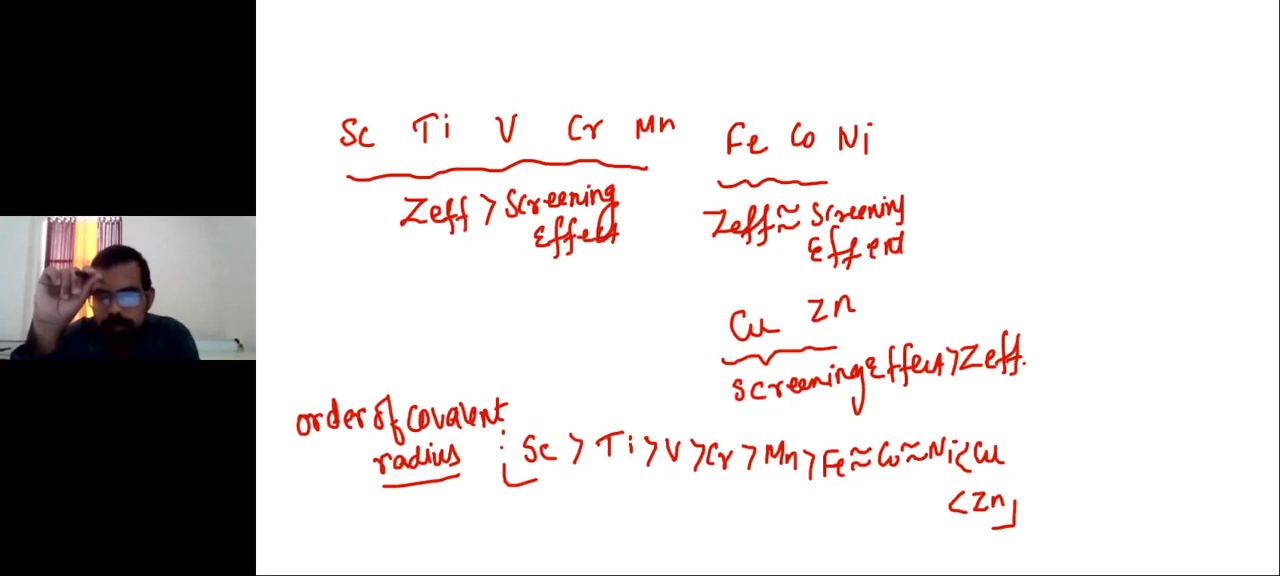 Sc Ti V Cr Mn Fe Co Ni
Zeff > Screening
Effect
Zeff ≈ Screening
Effect
Cu Zn
Screening Effect > Zeff.
order of covalent
radius : [Sc > Ti > V > Cr > Mn > Fe ≈ Co ≈ Ni < Cu
< Zn]